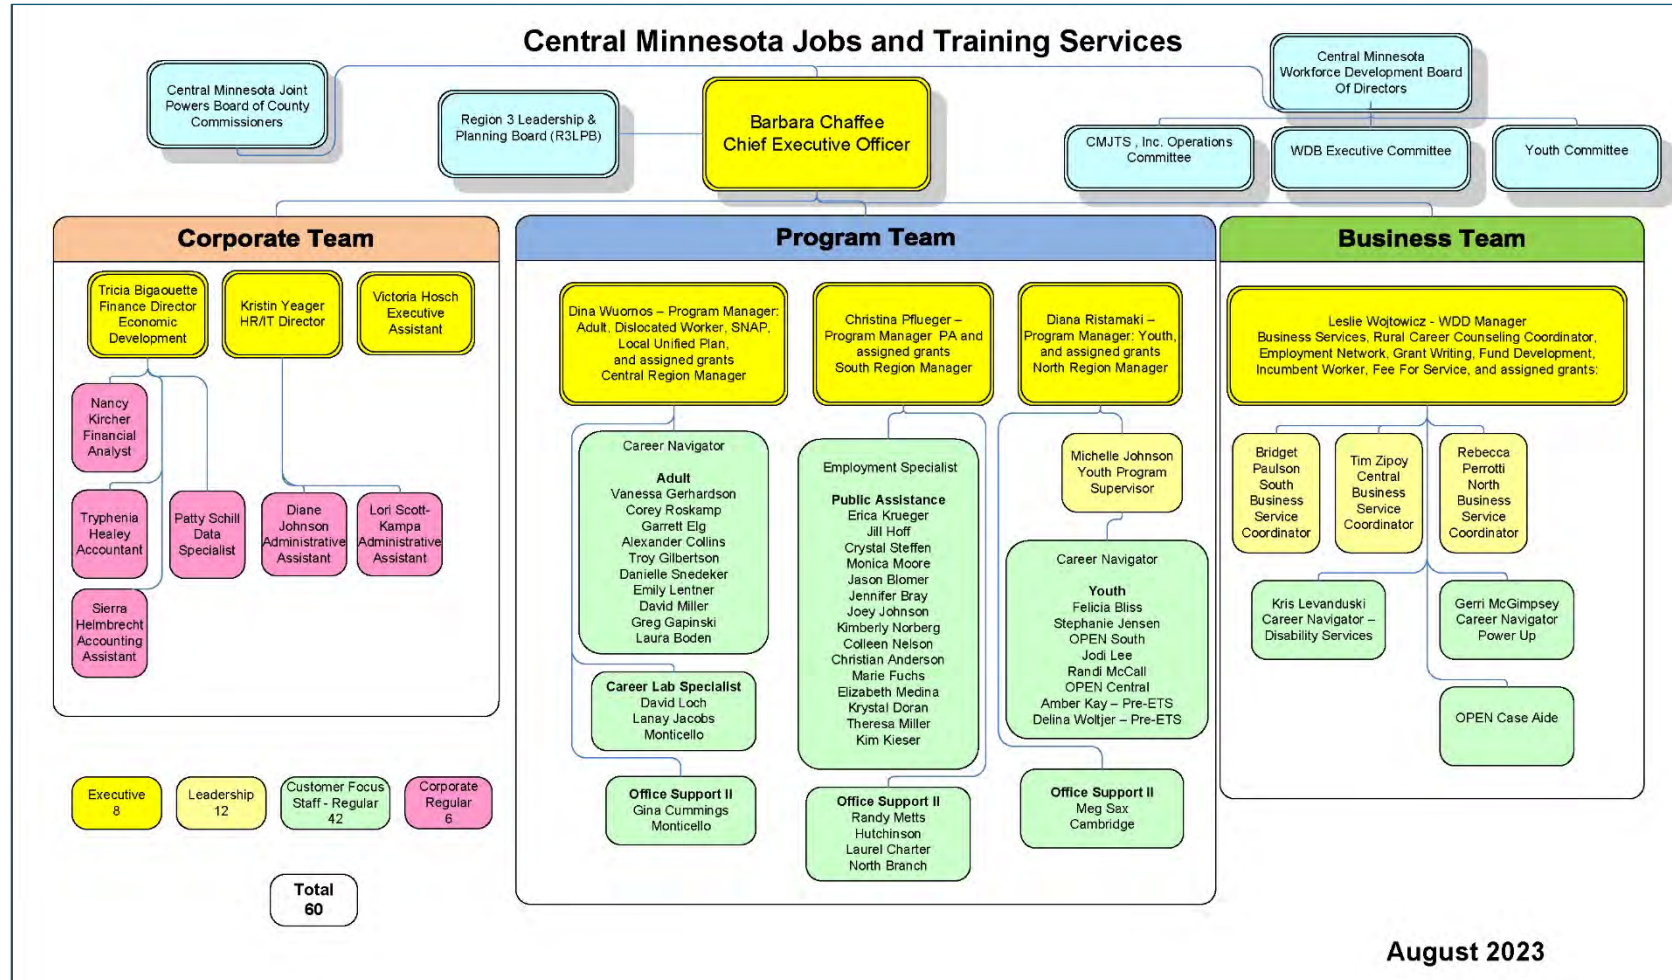 Central Minnesota Jobs and Training Services
Central Minnesota Joint
Powers Board of County
Commissioners
Region 3 Leadership &
Planning Board (R3LPB)
Barbara Chaffee
Chief Executive Officer
Central Minnesota
Workforce Development Board
Of Directors
CMJTS , Inc. Operations
Committee
WDB Executive Committee
Youth Committee
Corporate Team
Tricia Bigaouette
Finance Director
Economic
Development
Kristin Yeager
HR/IT Director
Victoria Hosch
Executive
Assistant
Nancy
Kircher
Financial
Analyst
Tryphenia
Healey
Accountant
Patty Schill
Data
Specialist
Diane
Johnson
Administrative
Assistant
Lori Scott-
Kampa
Administrative
Assistant
Sierra
Helmbrecht
Accounting
Assistant
Program Team
Dina Wuornos – Program Manager:
Adult, Dislocated Worker, SNAP,
Local Unified Plan,
and assigned grants
Central Region Manager
Christina Pflueger –
Program Manager PA and
assigned grants
South Region Manager
Diana Ristamaki –
Program Manager: Youth,
and assigned grants
North Region Manager
Career Navigator
Adult
Vanessa Gerhardson
Corey Roskamp
Garrett Elg
Alexander Collins
Troy Gilbertson
Danielle Snedeker
Emily Lentner
David Miller
Greg Gapinski
Laura Boden
Career Lab Specialist
David Loch
Lanay Jacobs
Monticello
Office Support II
Gina Cummings
Monticello
Employment Specialist
Public Assistance
Erica Krueger
Jill Hoff
Crystal Steffen
Monica Moore
Jason Blomer
Jennifer Bray
Joey Johnson
Kimberly Norberg
Colleen Nelson
Christian Anderson
Marie Fuchs
Elizabeth Medina
Krystal Doran
Theresa Miller
Kim Kieser
Office Support II
Randy Metts
Hutchinson
Laurel Charter
North Branch
Michelle Johnson
Youth Program
Supervisor
Career Navigator
Youth
Felicia Bliss
Stephanie Jensen
OPEN South
Jodi Lee
Randi McCall
OPEN Central
Amber Kay – Pre-ETS
Delina Woltjer – Pre-ETS
Office Support II
Meg Sax
Cambridge
Business Team
Leslie Wojtowicz - WDD Manager
Business Services, Rural Career Counseling Coordinator,
Employment Network, Grant Writing, Fund Development,
Incumbent Worker, Fee For Service, and assigned grants:
Bridget
Paulson
South
Business
Service
Coordinator
Tim Zipoy
Central
Business
Service
Coordinator
Rebecca
Perrotti
North
Business
Service
Coordinator
Kris Levanduski
Career Navigator –
Disability Services
Gerri McGimpsey
Career Navigator
Power Up
OPEN Case Aide
Executive
8
Leadership
12
Customer Focus
Staff - Regular
42
Corporate
Regular
6
Total
60
August 2023